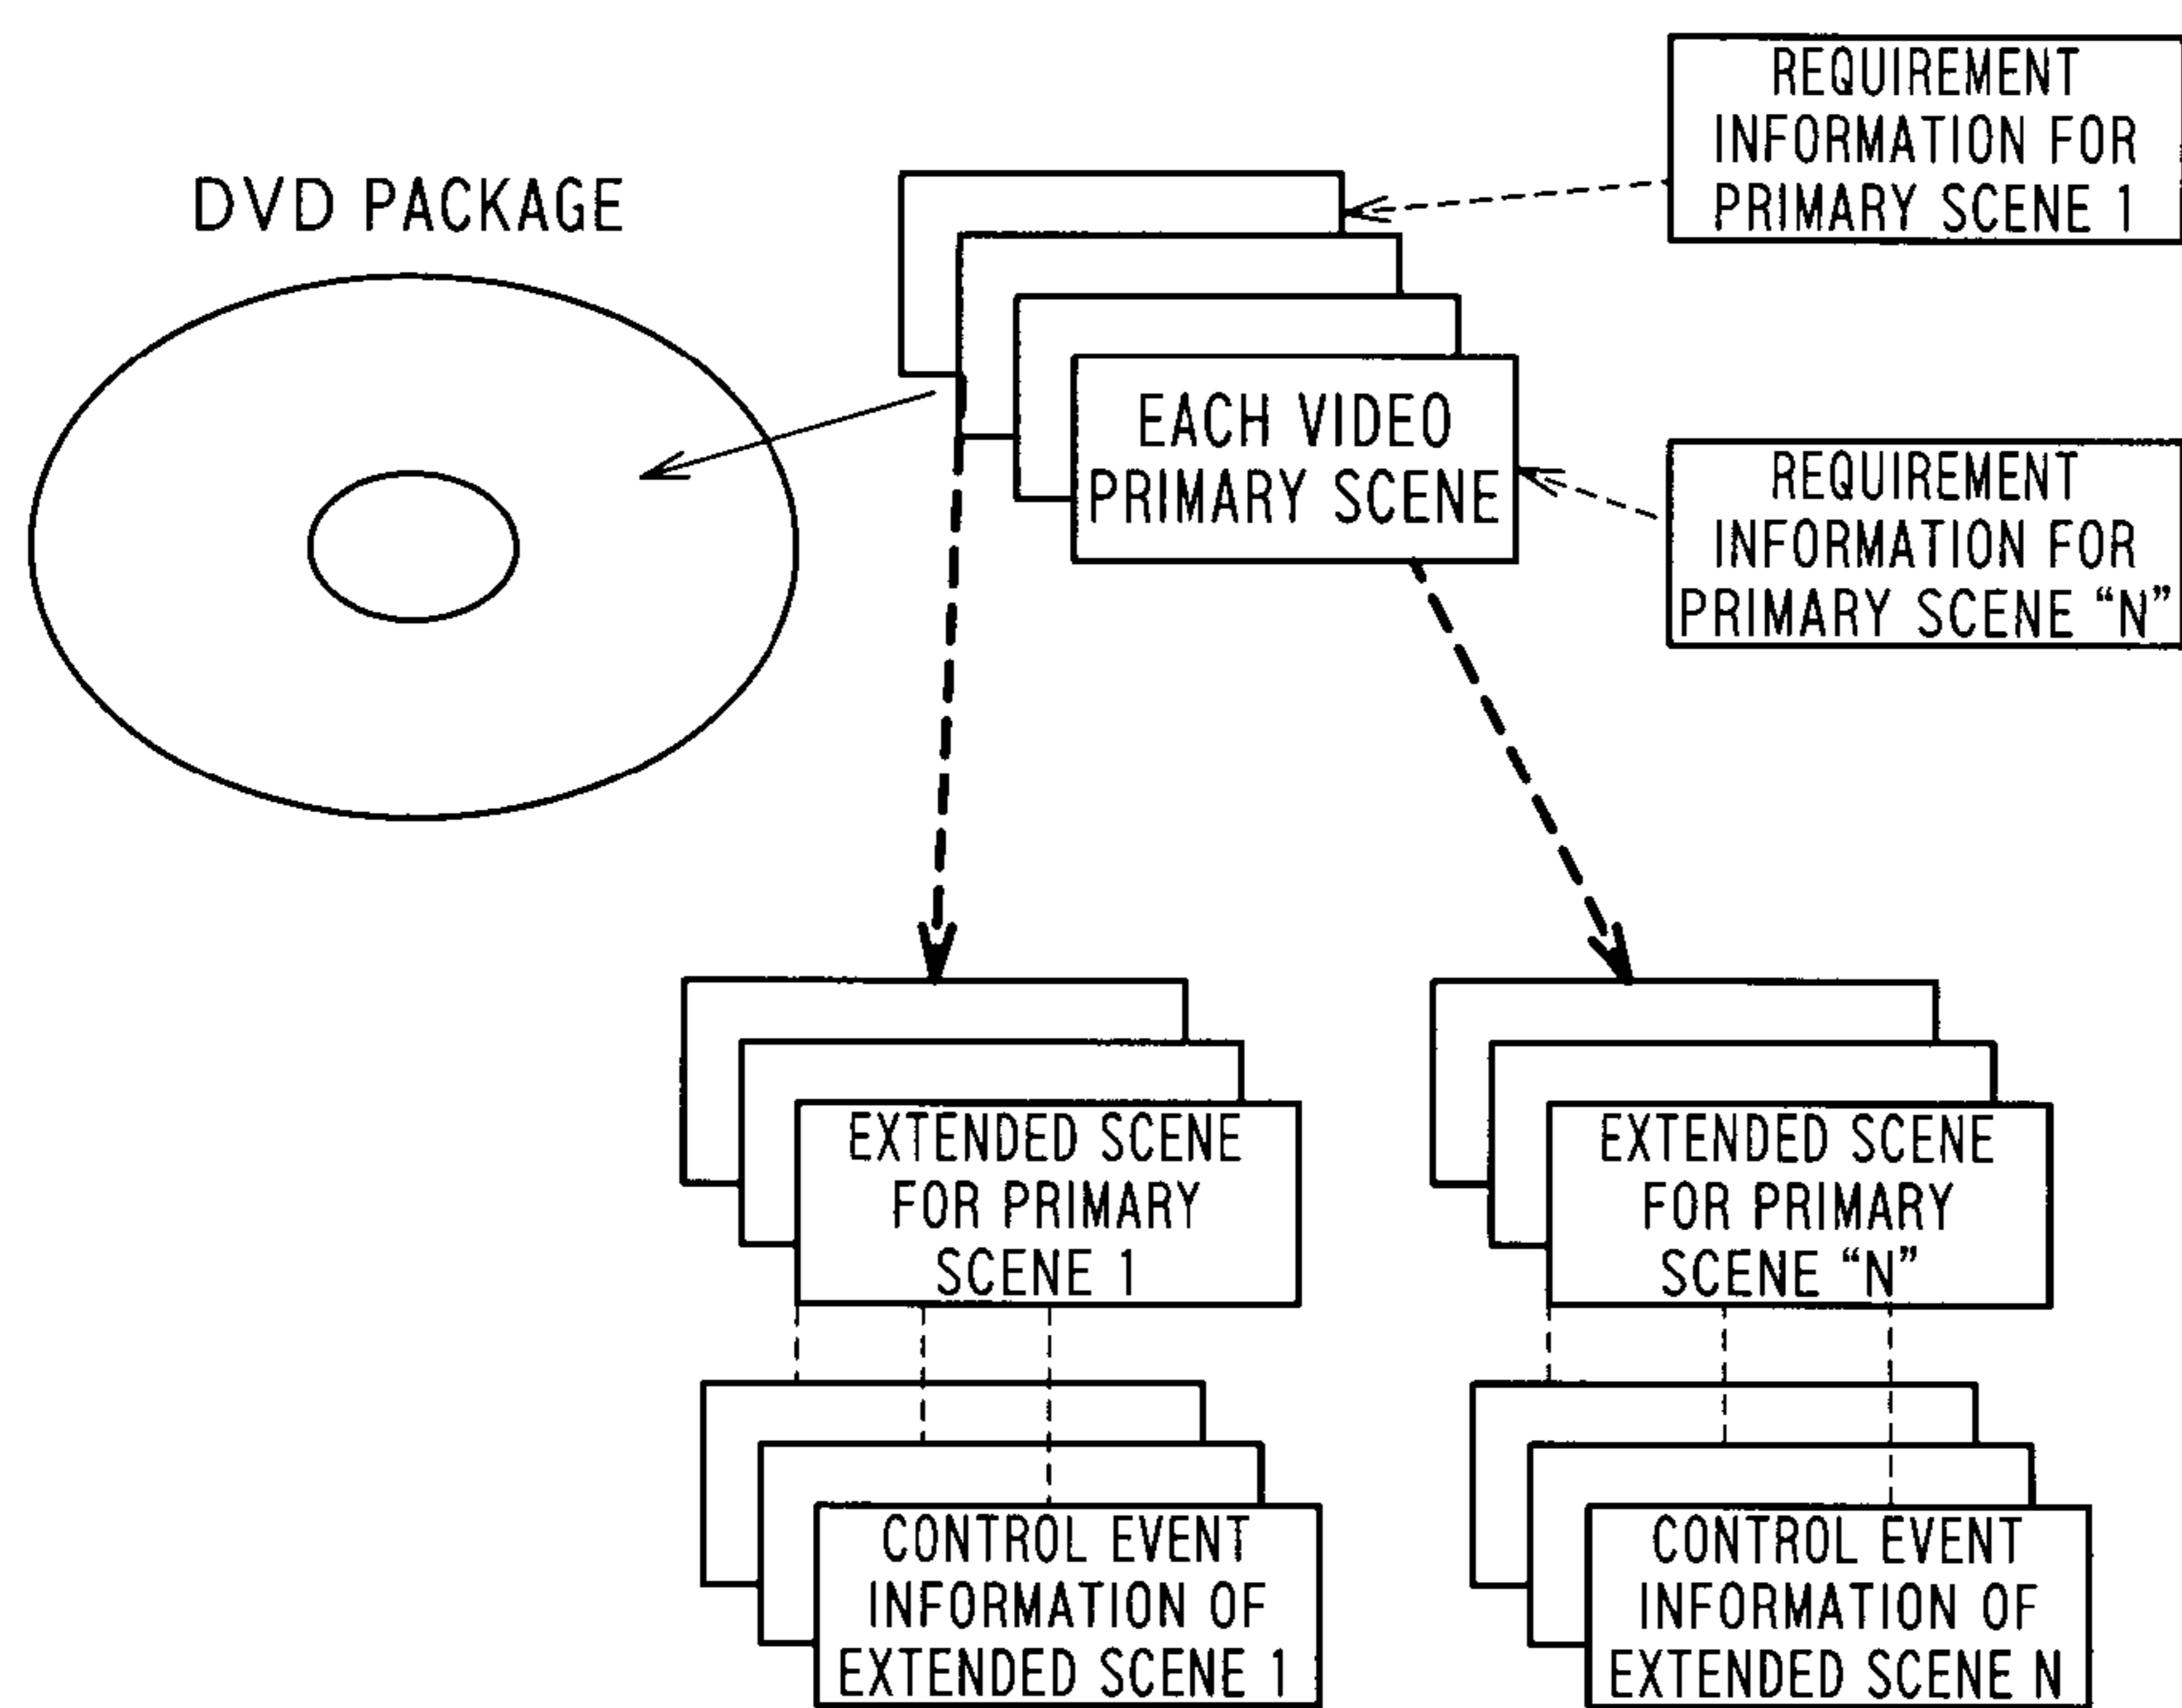 DVD PACKAGE
REQUIREMENT
INFORMATION FOR
PRIMARY SCENE 1
EACH VIDEO
PRIMARY SCENE
REQUIREMENT
INFORMATION FOR
PRIMARY SCENE “N”
EXTENDED SCENE
FOR PRIMARY
SCENE 1
EXTENDED SCENE
FOR PRIMARY
SCENE “N”
CONTROL EVENT
INFORMATION OF
EXTENDED SCENE 1
CONTROL EVENT
INFORMATION OF
EXTENDED SCENE N